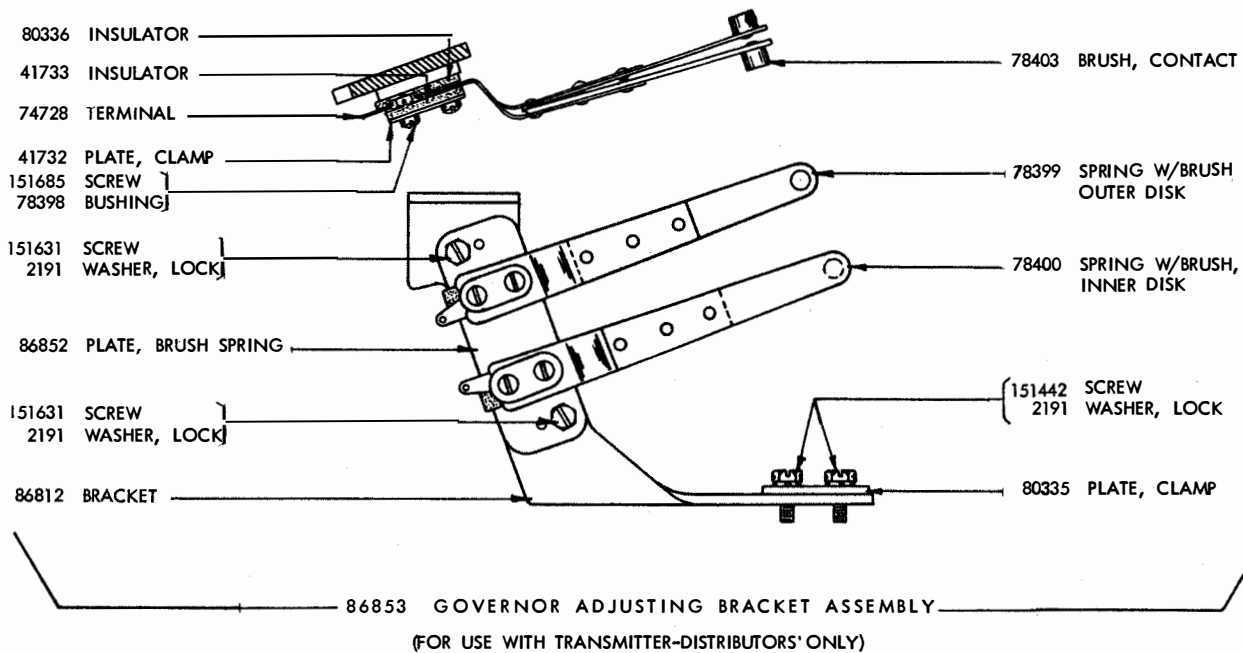 80336 INSULATOR
41733 INSULATOR
74728 TERMINAL
41732 PLATE, CLAMP
151685 SCREW
78398 BUSHING
151631 SCREW
2191 WASHER, LOCK
86852 PLATE, BRUSH SPRING
151631 SCREW
2191 WASHER, LOCK
86812 BRACKET
78403 BRUSH, CONTACT
78399 SPRING W/BRUSH
OUTER DISK
78400 SPRING W/BRUSH,
INNER DISK
151442 SCREW
2191 WASHER, LOCK
80335 PLATE, CLAMP
86853 GOVERNOR ADJUSTING BRACKET ASSEMBLY
(FOR USE WITH TRANSMITTER-DISTRIBUTORS' ONLY)